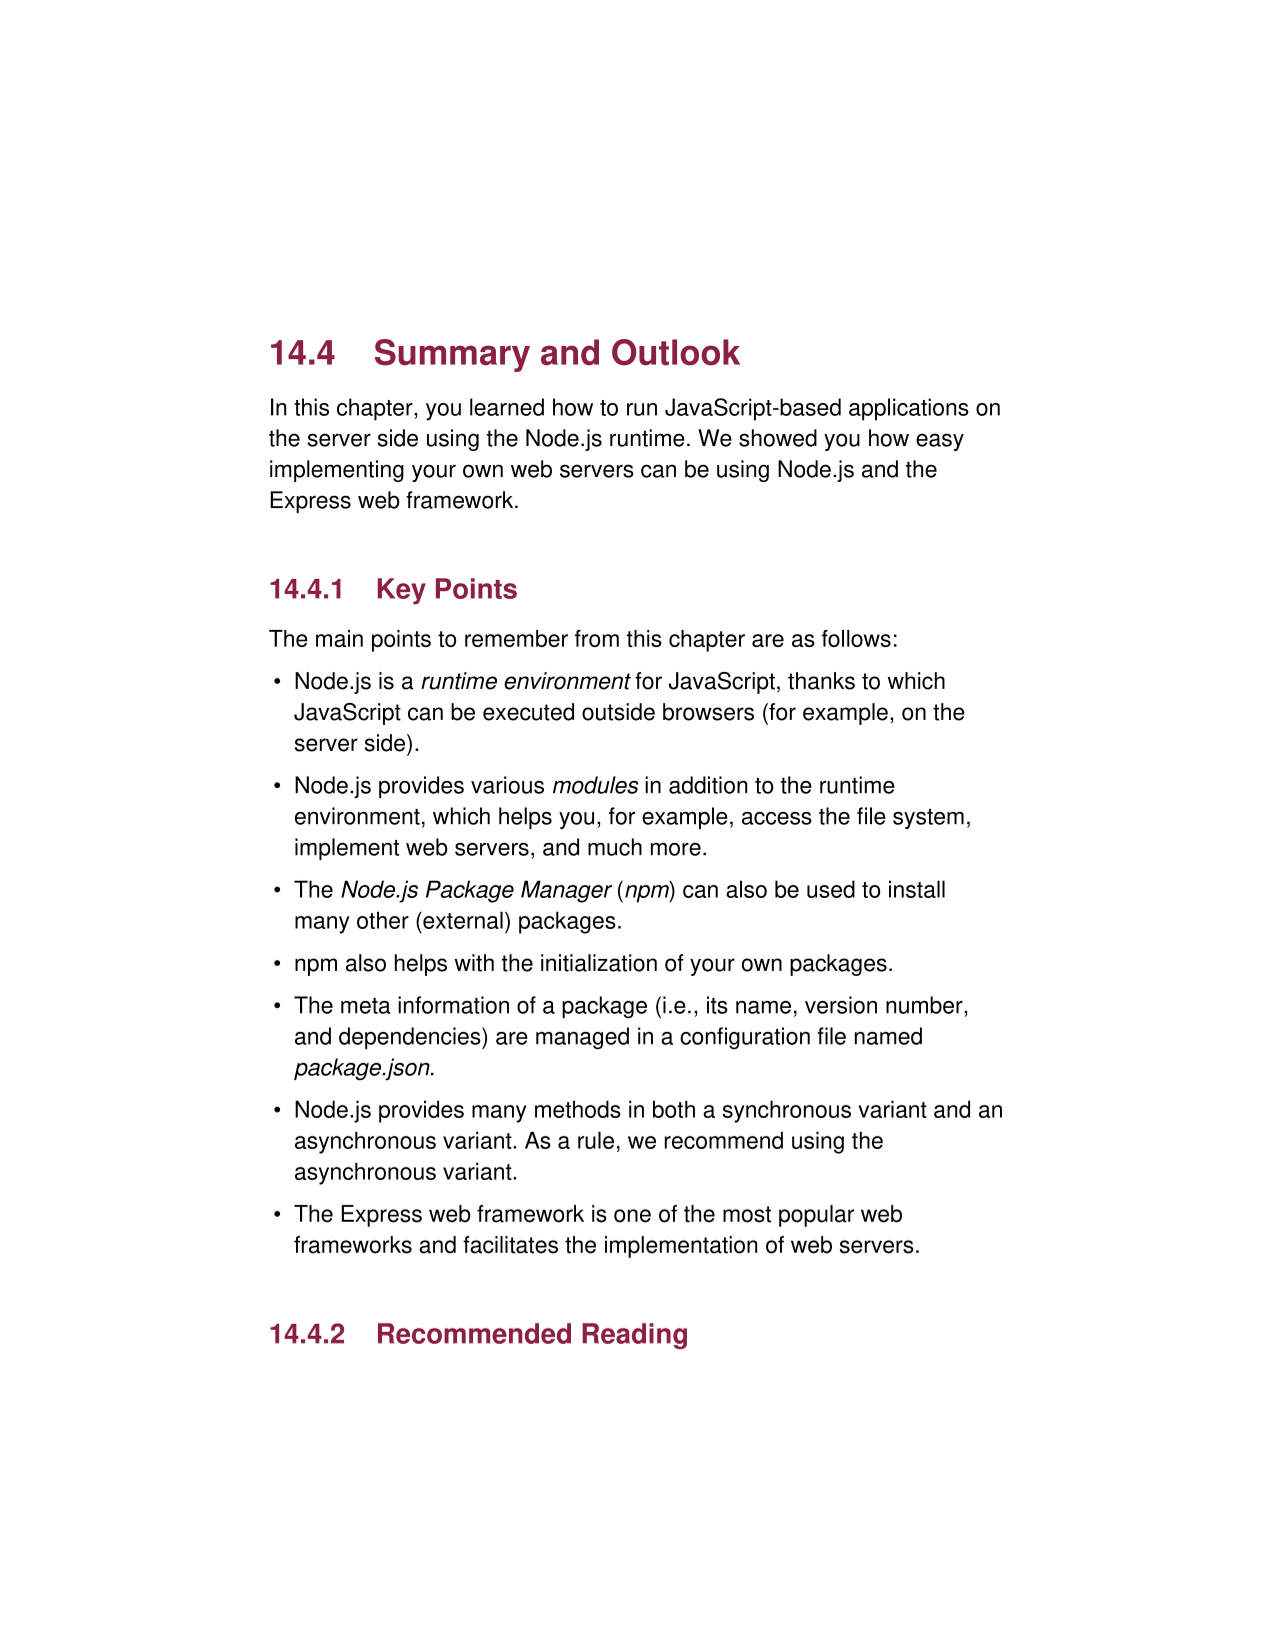 14.4 Summary and Outlook
In this chapter, you learned how to run JavaScript-based applications on
the server side using the Node.js runtime. We showed you how easy
implementing your own web servers can be using Node.js and the
Express web framework.
14.4.1 Key Points
The main points to remember from this chapter are as follows:
• Node.js is a runtime environment for JavaScript, thanks to which
JavaScript can be executed outside browsers (for example, on the
server side).
• Node.js provides various modules in addition to the runtime
environment, which helps you, for example, access the file system,
implement web servers, and much more.
• The Node.js Package Manager (npm) can also be used to install
many other (external) packages.
• npm also helps with the initialization of your own packages.
• The meta information of a package (i.e., its name, version number,
and dependencies) are managed in a configuration file named
package.json.
• Node.js provides many methods in both a synchronous variant and an
asynchronous variant. As a rule, we recommend using the
asynchronous variant.
• The Express web framework is one of the most popular web
frameworks and facilitates the implementation of web servers.
14.4.2 Recommended Reading